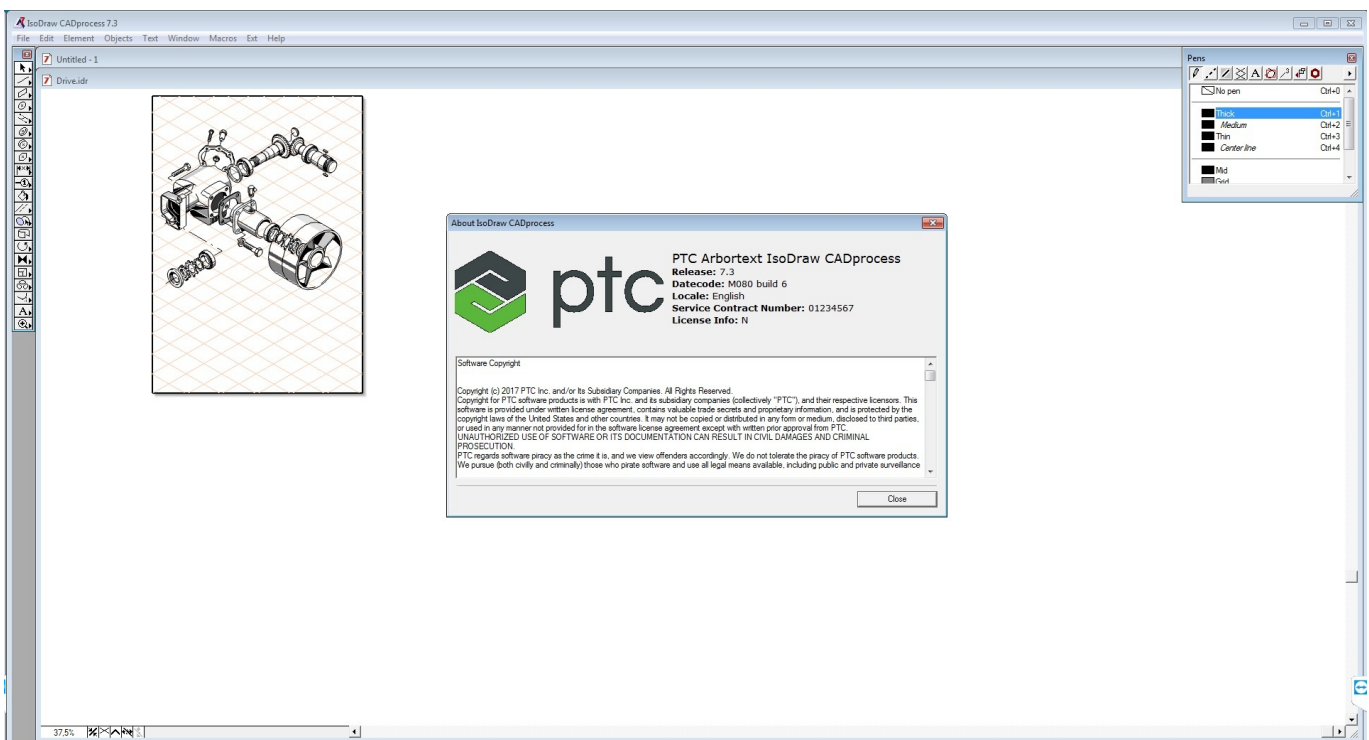 IsoDraw CADprocess 7.3
File Edit Element Objects Text Window Macros Ext Help
Untitled - 1
Drive.idr
Pens
No pen Ctrl+0
Thick Ctrl+1
Medium Ctrl+2
Thin Ctrl+3
Center line Ctrl+4
Mid
Grid
About IsoDraw CADprocess
ptc
PTC Arbortext IsoDraw CADprocess
Release: 7.3
Datecode: M080 build 6
Locale: English
Service Contract Number: 01234567
License Info: N
Software Copyright
Copyright (c) 2017 PTC Inc. and/or Its Subsidiary Companies. All Rights Reserved.
Copyright for PTC software products is with PTC Inc. and its subsidiary companies (collectively "PTC"), and their respective licensors. This
software is provided under written license agreement, contains valuable trade secrets and proprietary information, and is protected by the
copyright laws of the United States and other countries. It may not be copied or distributed in any form or medium, disclosed to third parties,
or used in any manner not provided for in the software license agreement except with written prior approval from PTC.
UNAUTHORIZED USE OF SOFTWARE OR ITS DOCUMENTATION CAN RESULT IN CIVIL DAMAGES AND CRIMINAL
PROSECUTION.
PTC regards software piracy as the crime it is, and we view offenders accordingly. We do not tolerate the piracy of PTC software products.
We pursue (both civilly and criminally) those who pirate software and use all legal means available, including public and private surveillance
Close
37.5%